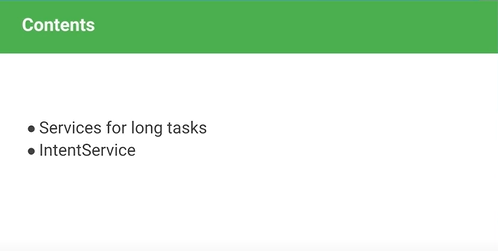 Contents
● Services for long tasks
● IntentService